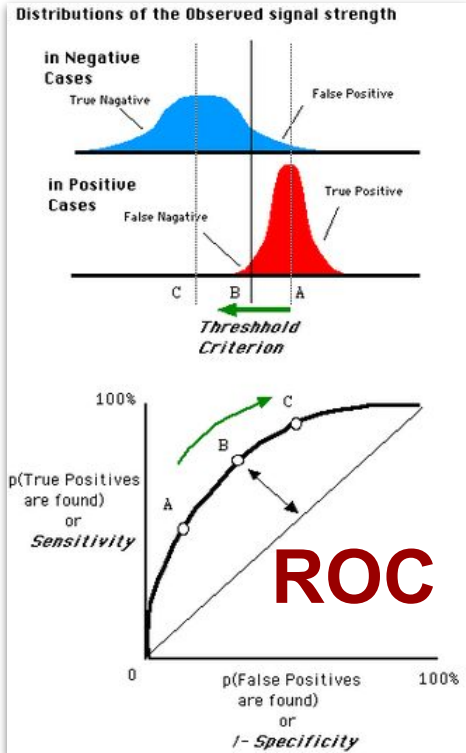 Distributions of the Observed signal strength
in Negative
Cases
True Nagative
False Positive
in Positive
Cases
False Nagative
True Positive
C
B
A
Threshhold
Criterion
100%
C
B
p(True Positives
are found)
or
Sensitivity
A
ROC
0
p(False Positives
are found)
or
1- Specificity
100%